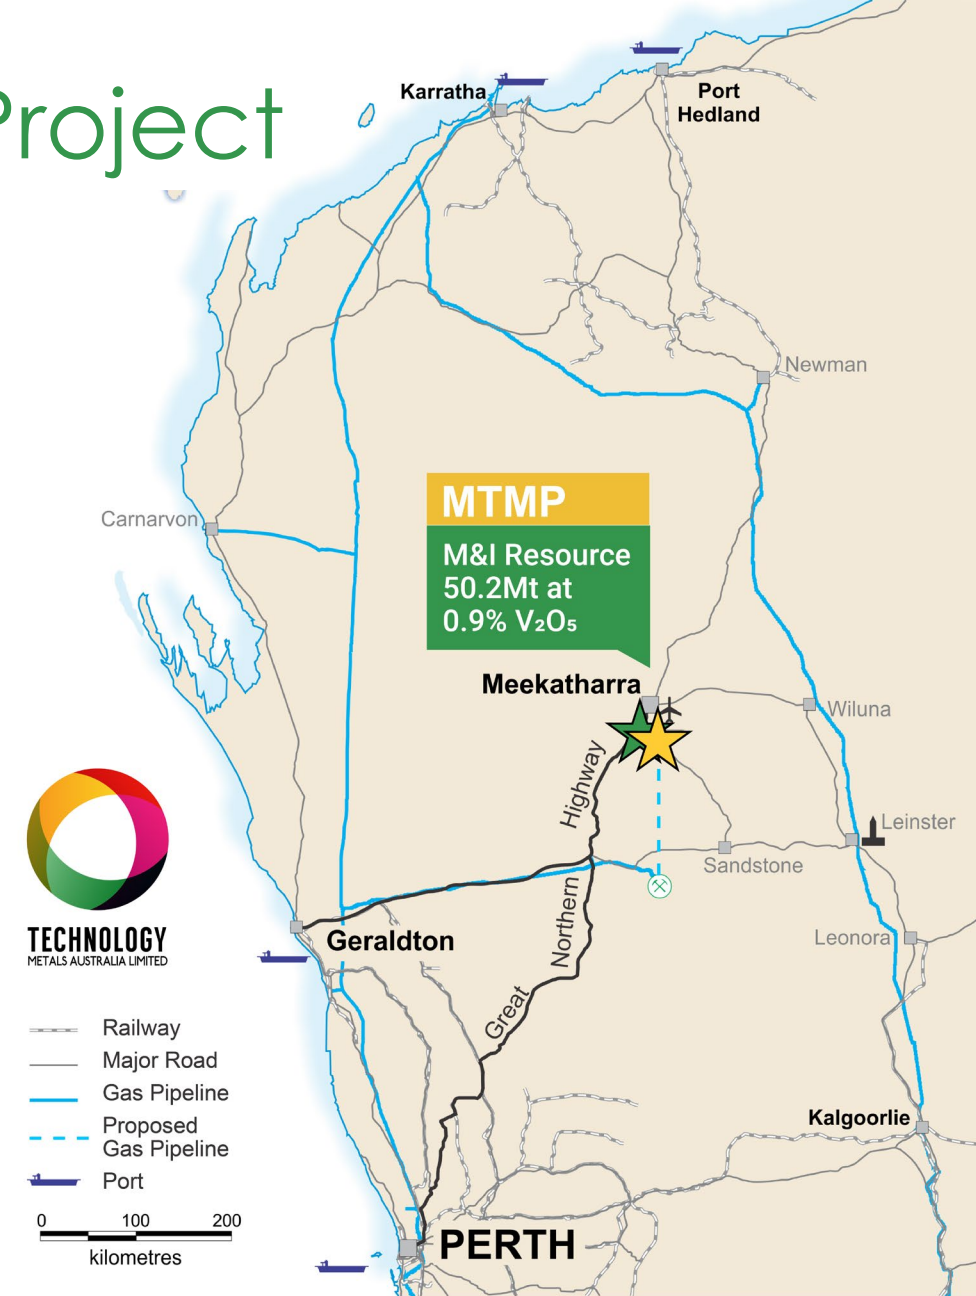 Project
Karratha
Port
Hedland
Newman
Carnarvon
MTMP
M&I Resource
50.2Mt at
0.9% V₂O₅
Meekatharra
Wiluna
Highway
Leinster
Sandstone
Northern
Leonora
Geraldton
Great
TECHNOLOGY
METALS AUSTRALIA LIMITED
Railway
Major Road
Gas Pipeline
Proposed
Gas Pipeline
Port
0 100 200
kilometres
Kalgoorlie
PERTH